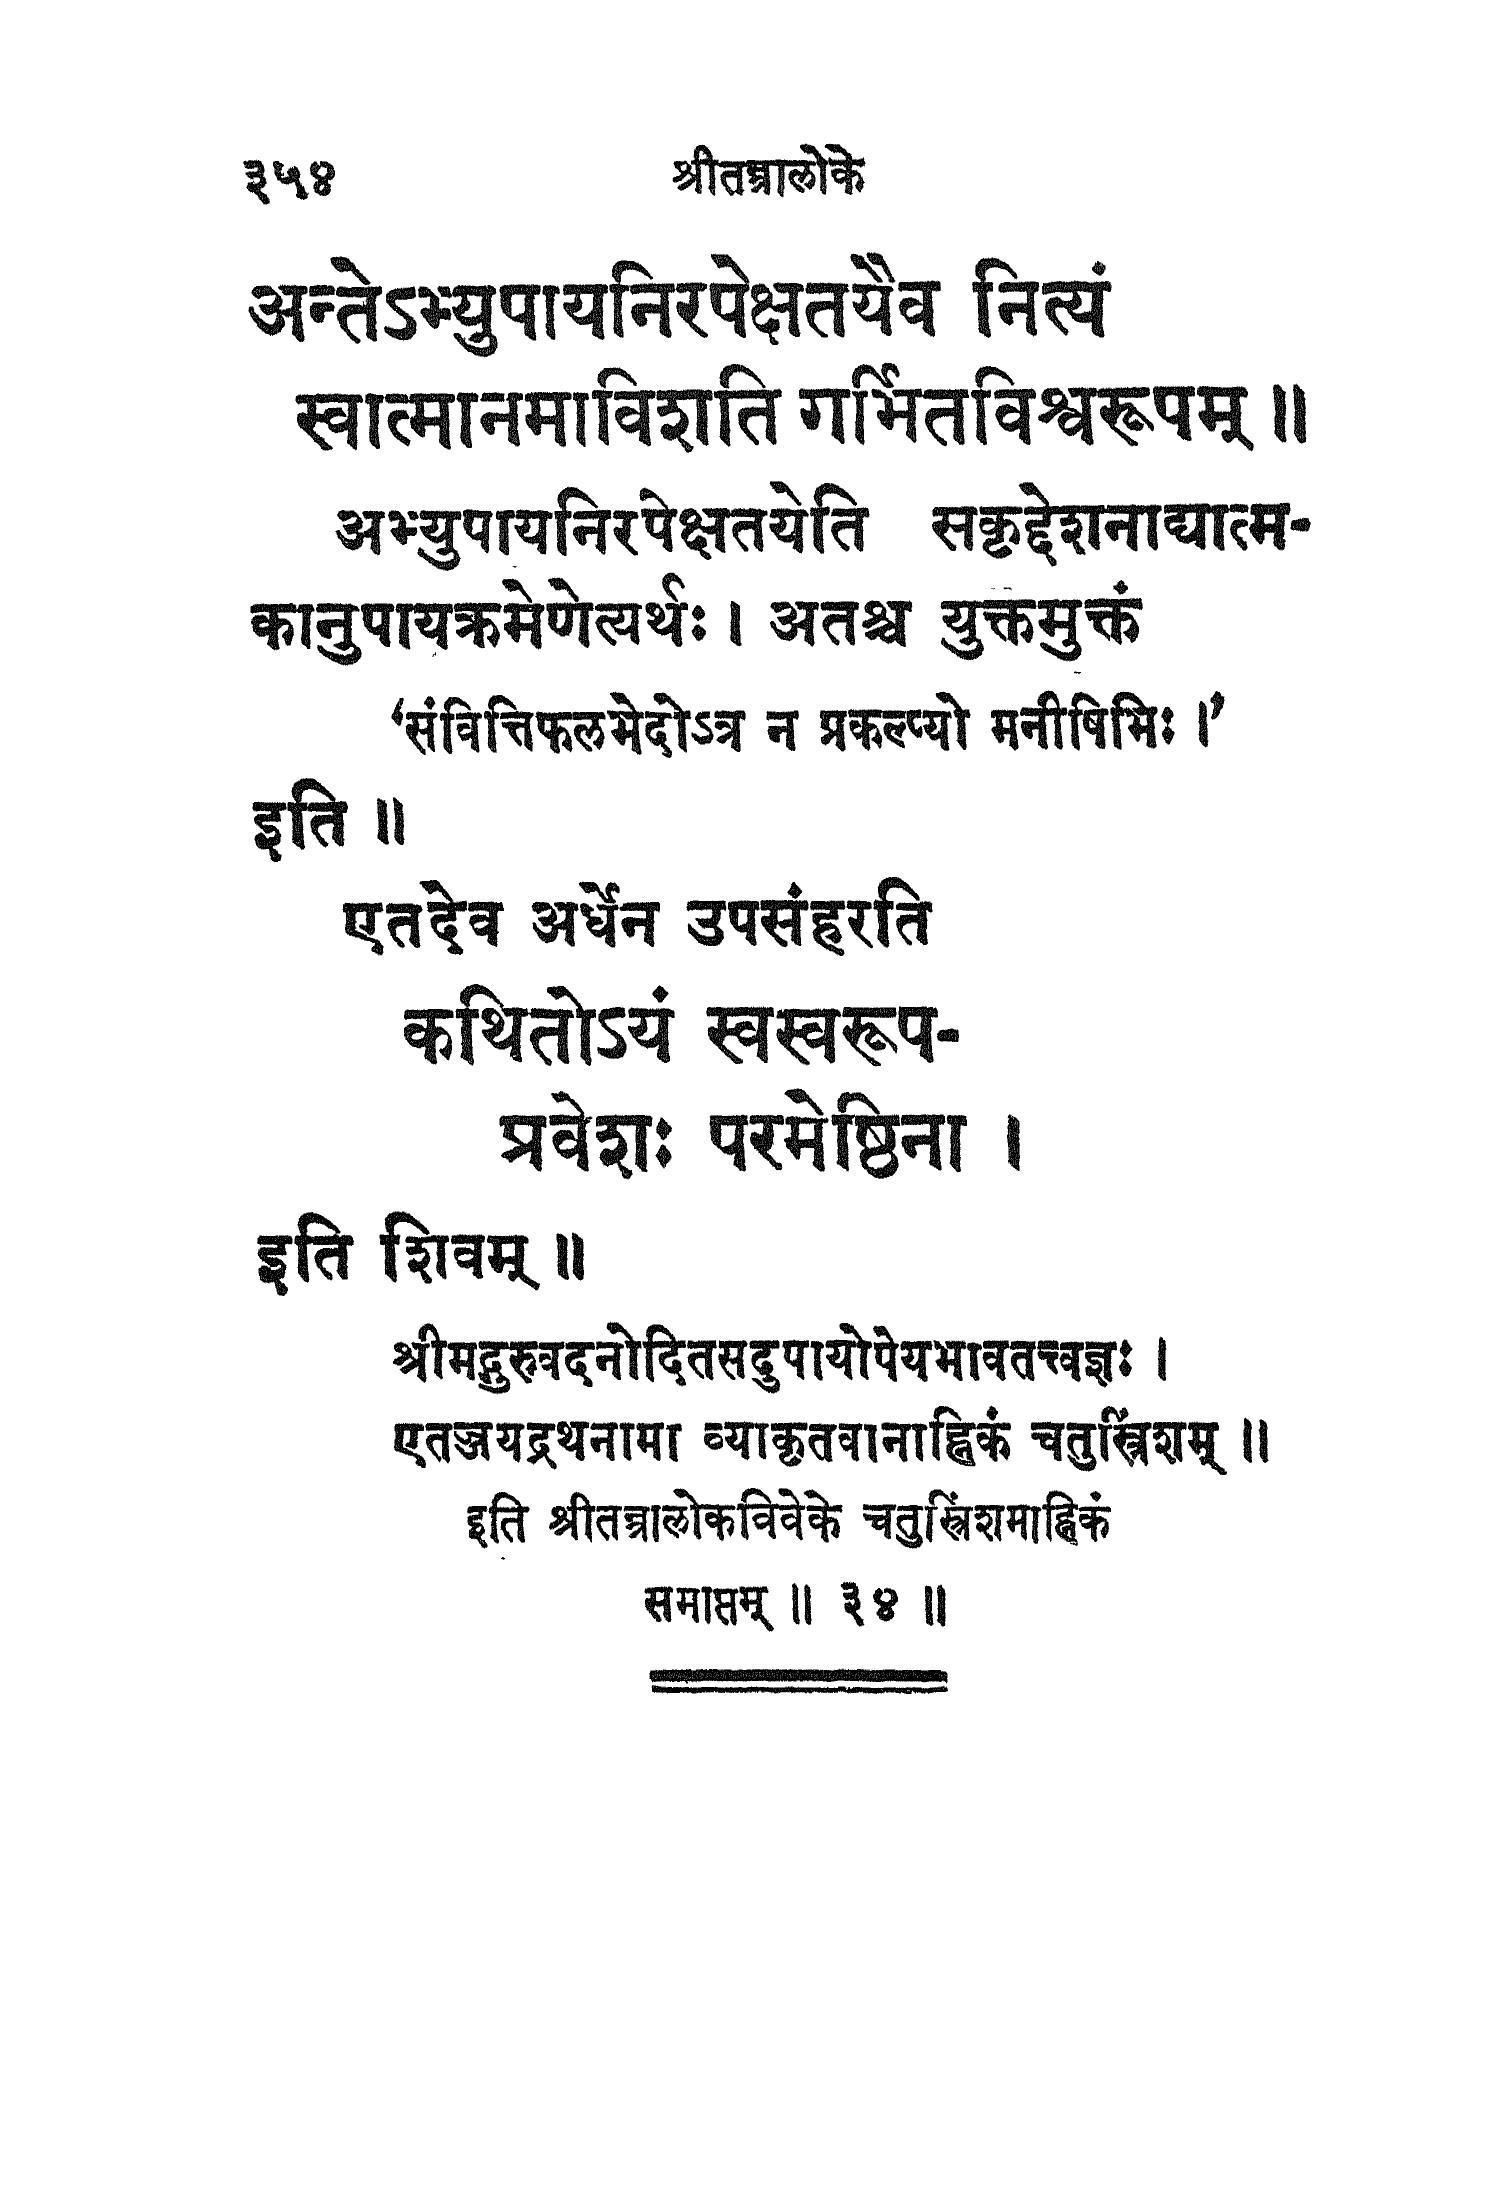 ३५४ श्रीतन्त्रालोके
अन्तेऽभ्युपायनिरपेक्षतयैव नित्यं
स्वात्मानमाविशति गर्भितविश्वरूपम् ॥
अभ्युपायनिरपेक्षतयेति सकृद्देशनाद्यात्म-
कानुपायक्रमेणेत्यर्थः । अतश्च युक्तमुक्तं
‘संवित्तिफलभेदोऽत्र न प्रकल्प्यो मनीषिभिः ।’
इति ॥
एतदेव अर्धेन उपसंहरति
कथितोऽयं स्वस्वरूप-
प्रवेशः परमेष्ठिना ।
इति शिवम् ॥
श्रीमद्गुरुवदनोदितसदुपायोपेयभावतत्त्वज्ञः ।
एतज्जयद्रथनामा व्याकृतवानाह्निकं चतुस्त्रिंशम् ॥
इति श्रीतन्त्रालोकविवेके चतुस्त्रिंशमाह्निकं
समाप्तम् ॥ ३४ ॥